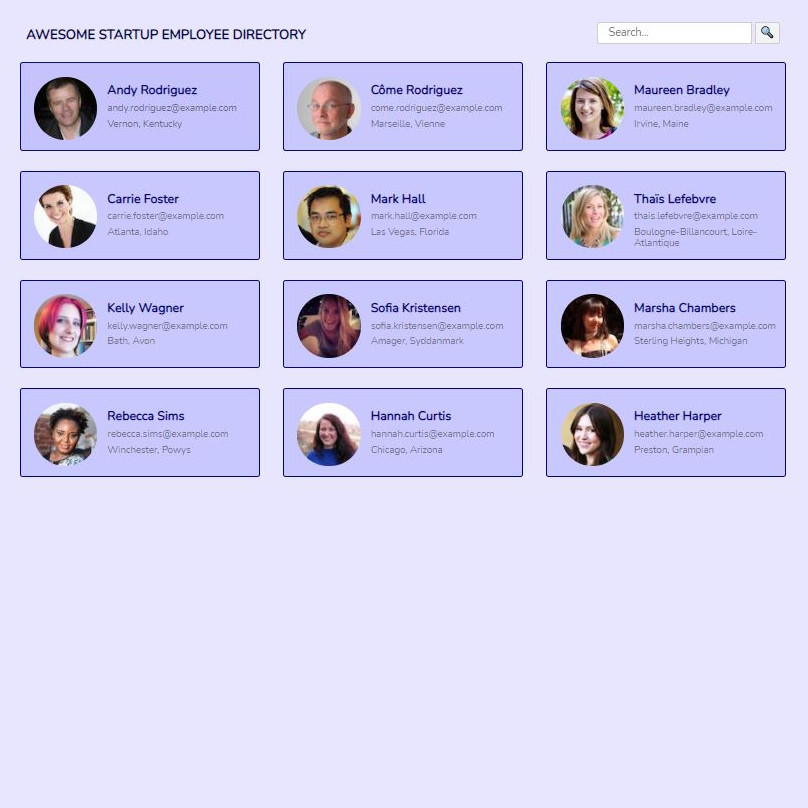 AWESOME STARTUP EMPLOYEE DIRECTORY
Search...
Andy Rodriguez
andy.rodriguez@example.com
Vernon, Kentucky
Côme Rodriguez
come.rodriguez@example.com
Marseille, Vienne
Maureen Bradley
maureen.bradley@example.com
Irvine, Maine
Carrie Foster
carrie.foster@example.com
Atlanta, Idaho
Mark Hall
mark.hall@example.com
Las Vegas, Florida
Thaïs Lefebvre
thais.lefebvre@example.com
Boulogne-Billancourt, Loire-
Atlantique
Kelly Wagner
kelly.wagner@example.com
Bath, Avon
Sofia Kristensen
sofia.kristensen@example.com
Amager, Syddanmark
Marsha Chambers
marsha.chambers@example.com
Sterling Heights, Michigan
Rebecca Sims
rebecca.sims@example.com
Winchester, Powys
Hannah Curtis
hannah.curtis@example.com
Chicago, Arizona
Heather Harper
heather.harper@example.com
Preston, Grampian